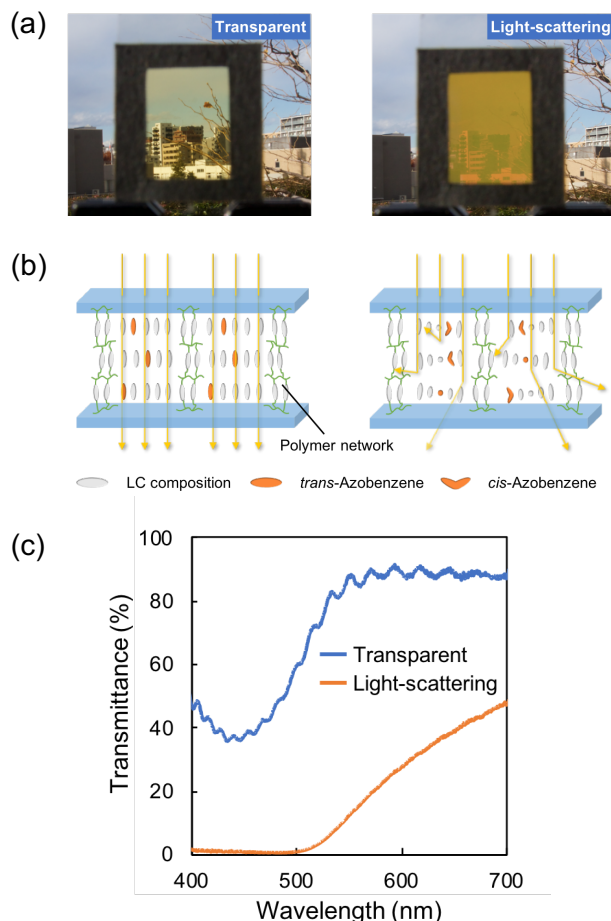 (a)
Transparent
Light-scattering
(b)
Polymer network
LC composition
trans-Azobenzene
cis-Azobenzene
(c)
100
80
60
40
20
0
400
500
600
700
Transmittance (%)
Wavelength (nm)
Transparent
Light-scattering